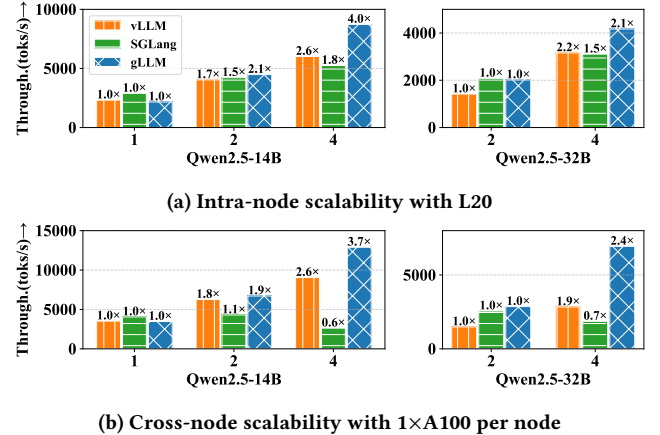 Through.(toks/s)→
10000
5000
0
vLLM
SGLang
gLLM
1.0× 1.0× 1.0×
1.7× 1.5× 2.1×
2.6× 1.8× 4.0×
1 2 4
Qwen2.5-14B
4000
2000
0
1.0× 1.0× 1.0×
2.2× 1.5× 2.1×
2 4
Qwen2.5-32B
(a) Intra-node scalability with L20
Through.(toks/s)→
15000
10000
5000
0
1.0× 1.0× 1.0×
1.8× 1.1× 1.9×
2.6× 0.6× 3.7×
1 2 4
Qwen2.5-14B
5000
0
1.0× 1.0× 1.0×
1.9× 0.7× 2.4×
2 4
Qwen2.5-32B
(b) Cross-node scalability with 1×A100 per node